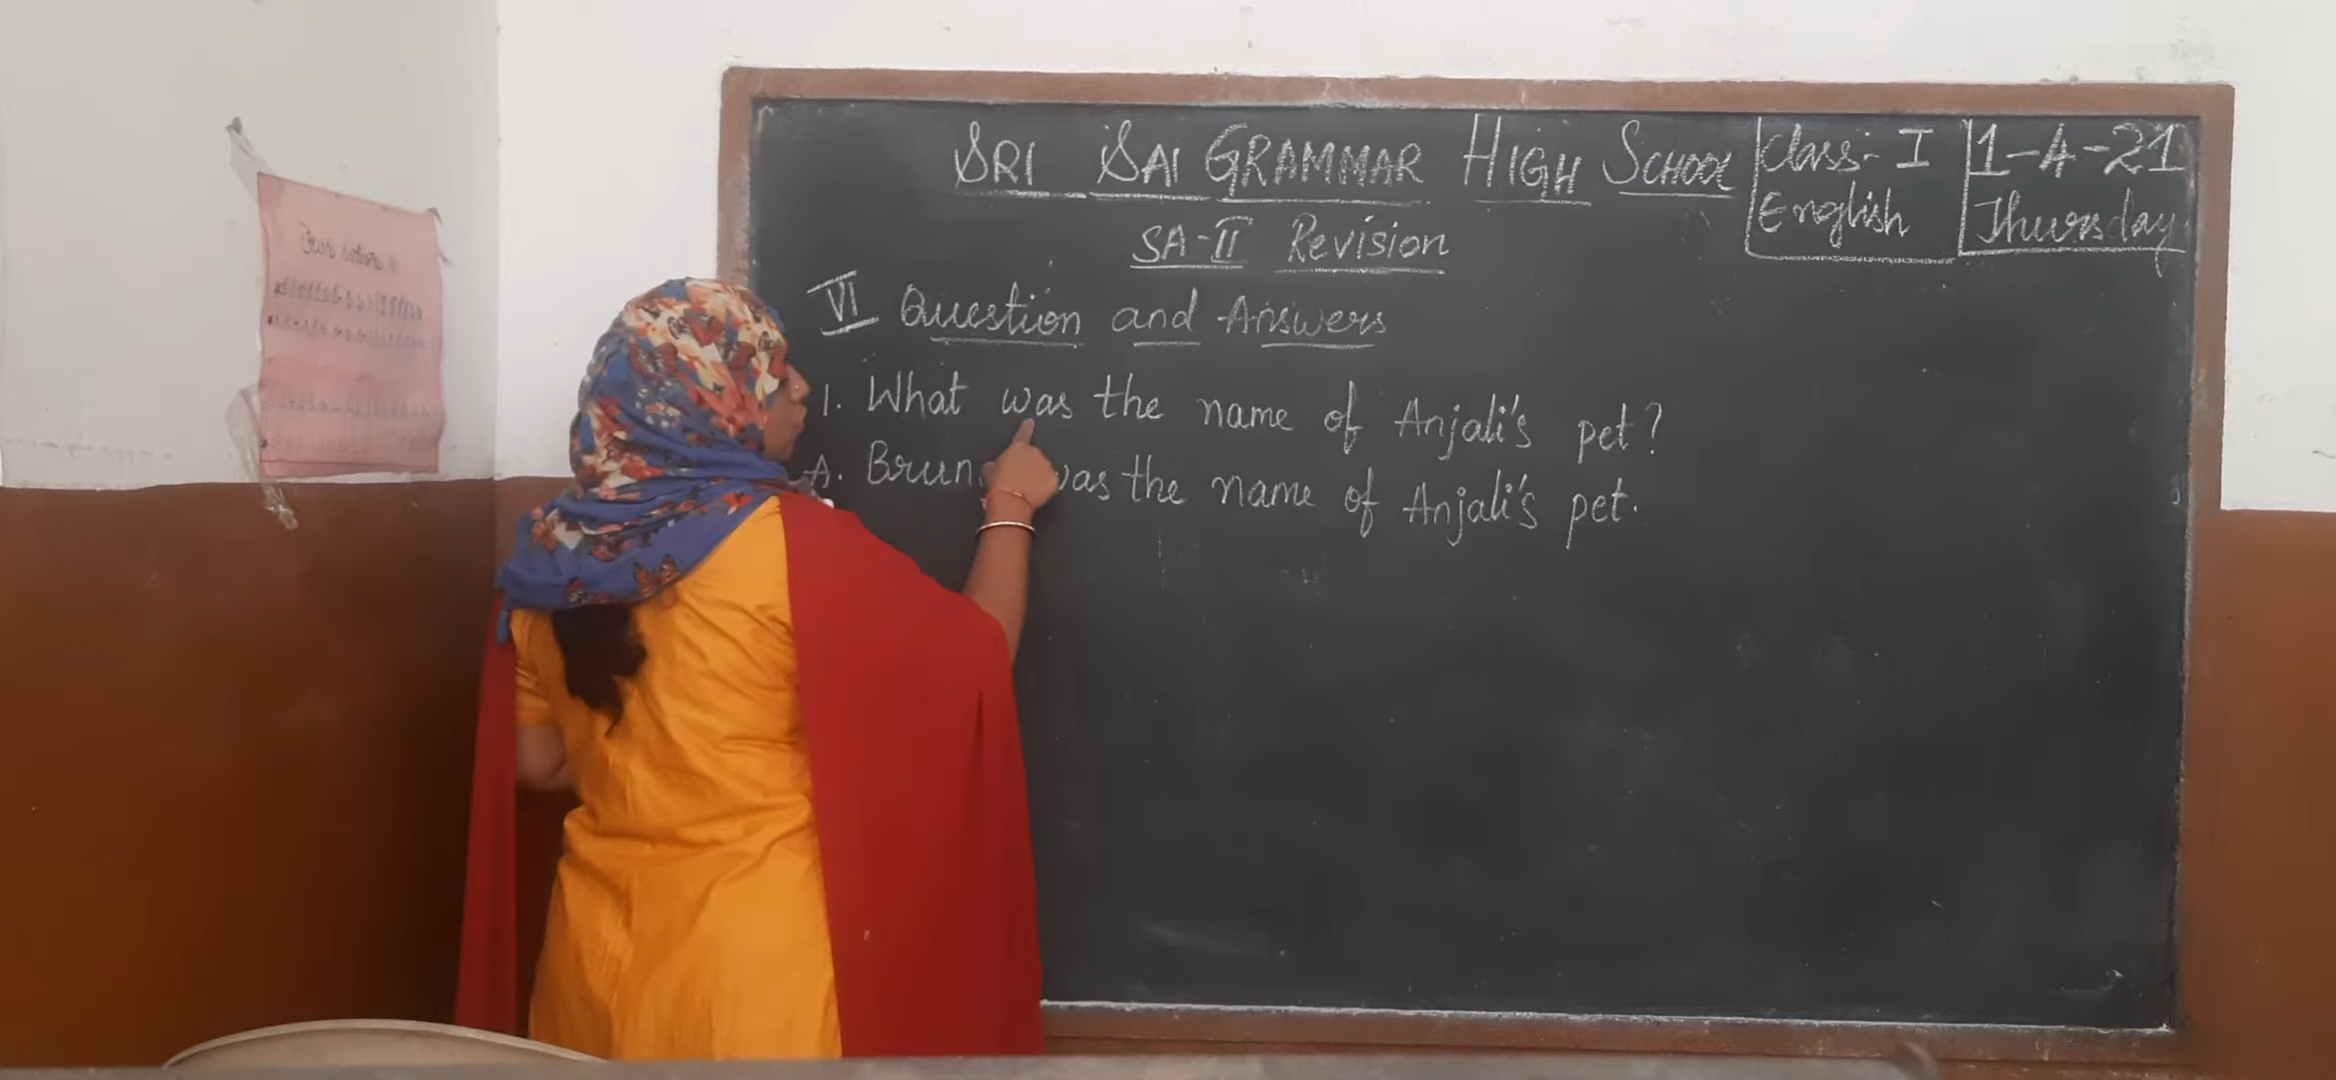 SRI SAI GRAMMAR HIGH SCHOOL
Class:- I
English
1-4-21
Thursday
SA-II Revision
VI Question and Answers
1. What was the name of Anjali's pet?
A. Brun was the name of Anjali's pet.